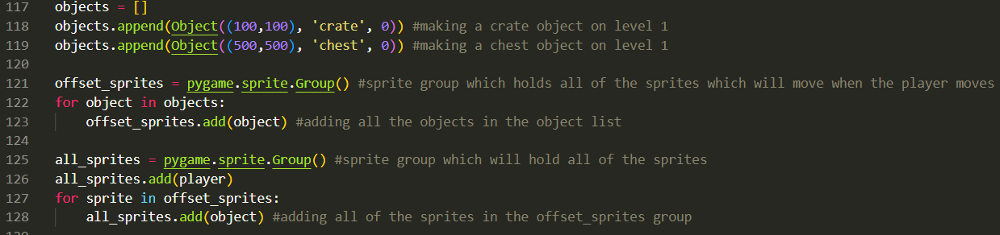 117 objects = []
118 objects.append(Object((100,100), 'crate', 0)) #making a crate object on level 1
119 objects.append(Object((500,500), 'chest', 0)) #making a chest object on level 1
120
121 offset_sprites = pygame.sprite.Group() #sprite group which holds all of the sprites which will move when the player moves
122 for object in objects:
123     offset_sprites.add(object) #adding all the objects in the object list
124
125 all_sprites = pygame.sprite.Group() #sprite group which will hold all of the sprites
126 all_sprites.add(player)
127 for sprite in offset_sprites:
128     all_sprites.add(object) #adding all of the sprites in the offset_sprites group